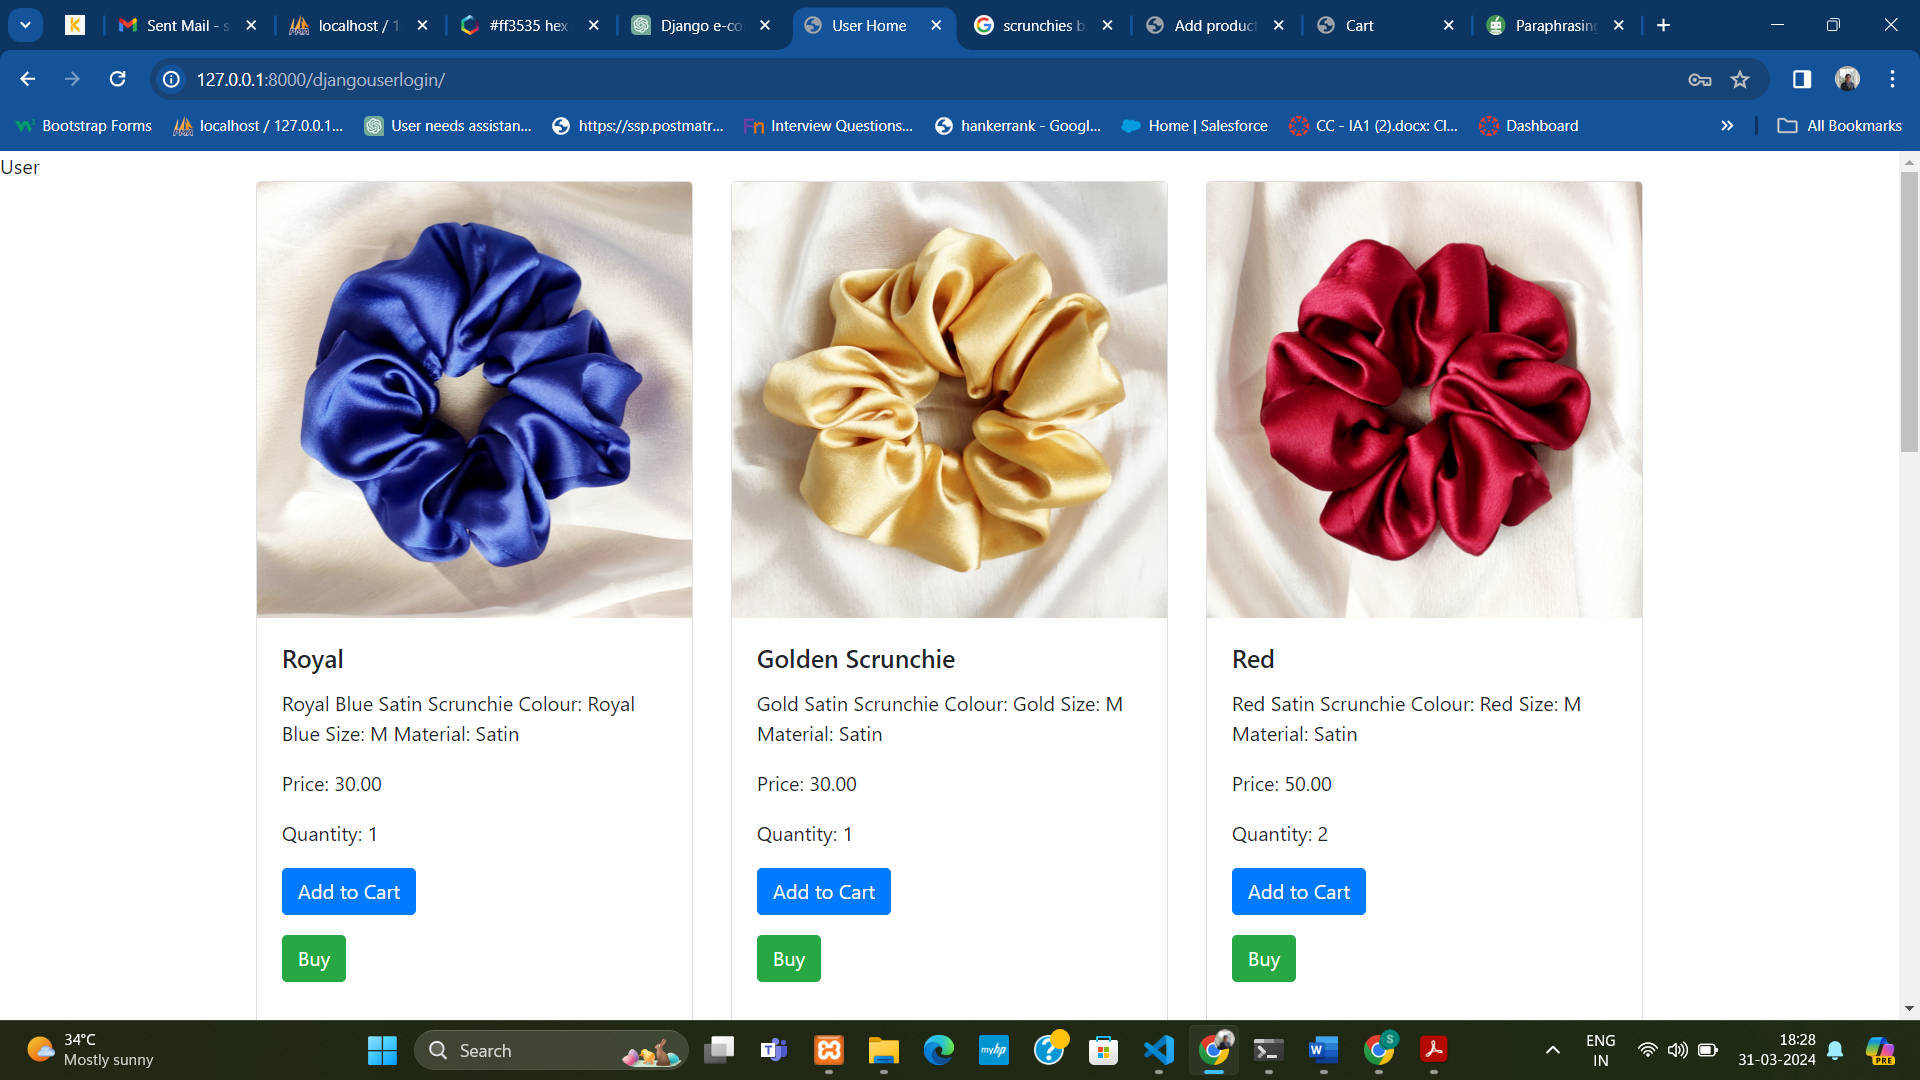 Sent Mail - s
localhost / 1
#ff3535 hex
Django e-co
User Home
scrunchies b
Add product
Cart
Paraphrasing
127.0.0.1:8000/djangouserlogin/
Bootstrap Forms
localhost / 127.0.0.1...
User needs assistan...
https://ssp.postmatr...
Interview Questions...
hankerrank - Googl...
Home | Salesforce
CC - IA1 (2).docx: Cl...
Dashboard
All Bookmarks
User
Royal
Royal Blue Satin Scrunchie Colour: Royal
Blue Size: M Material: Satin
Price: 30.00
Quantity: 1
Add to Cart
Buy
Golden Scrunchie
Gold Satin Scrunchie Colour: Gold Size: M
Material: Satin
Price: 30.00
Quantity: 1
Add to Cart
Buy
Red
Red Satin Scrunchie Colour: Red Size: M
Material: Satin
Price: 50.00
Quantity: 2
Add to Cart
Buy
34°C
Mostly sunny
Search
myhp
S
ENG
IN
18:28
31-03-2024
PRE